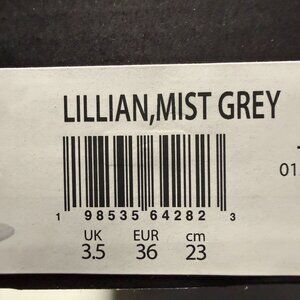 LILLIAN,MIST GREY
01
1 98535 64282 3
UK EUR cm
3.5 36 23